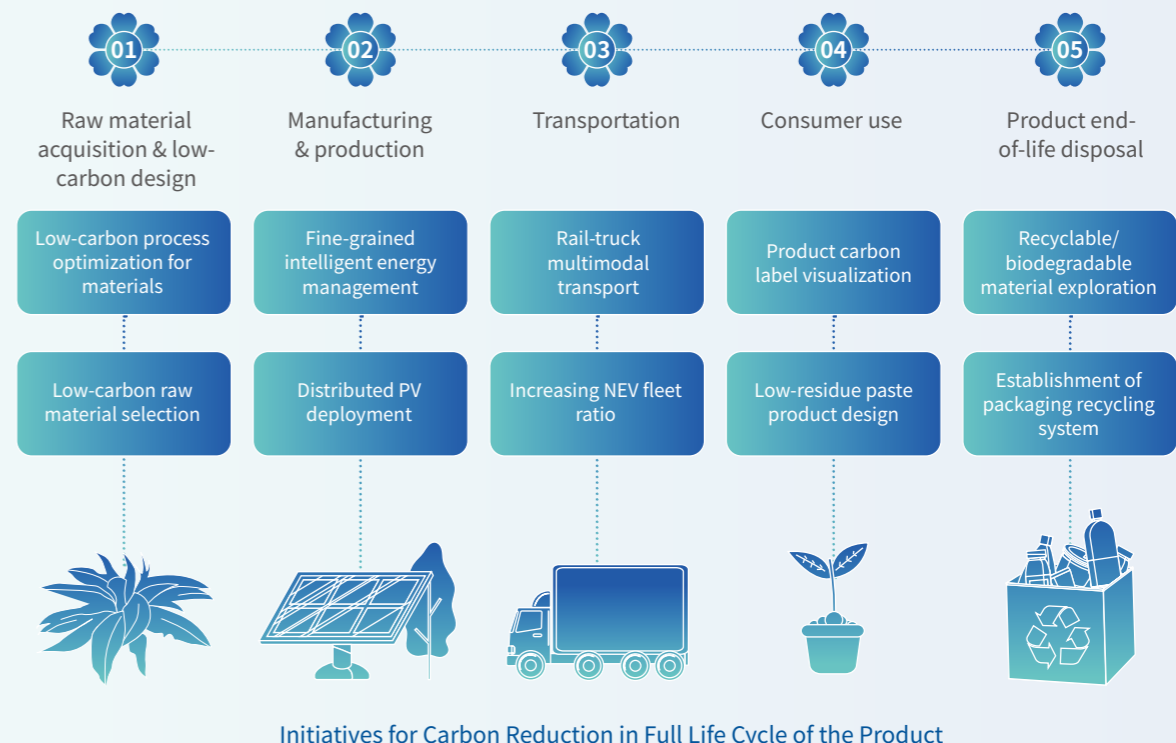 01
02
03
04
05
Raw material
acquisition & low-
carbon design
Manufacturing
& production
Transportation
Consumer use
Product end-
of-life disposal
Low-carbon process
optimization for
materials
Fine-grained
intelligent energy
management
Rail-truck
multimodal
transport
Product carbon
label visualization
Recyclable/
biodegradable
material exploration
Low-carbon raw
material selection
Distributed PV
deployment
Increasing NEV fleet
ratio
Low-residue paste
product design
Establishment of
packaging recycling
system
Initiatives for Carbon Reduction in Full Life Cycle of the Product